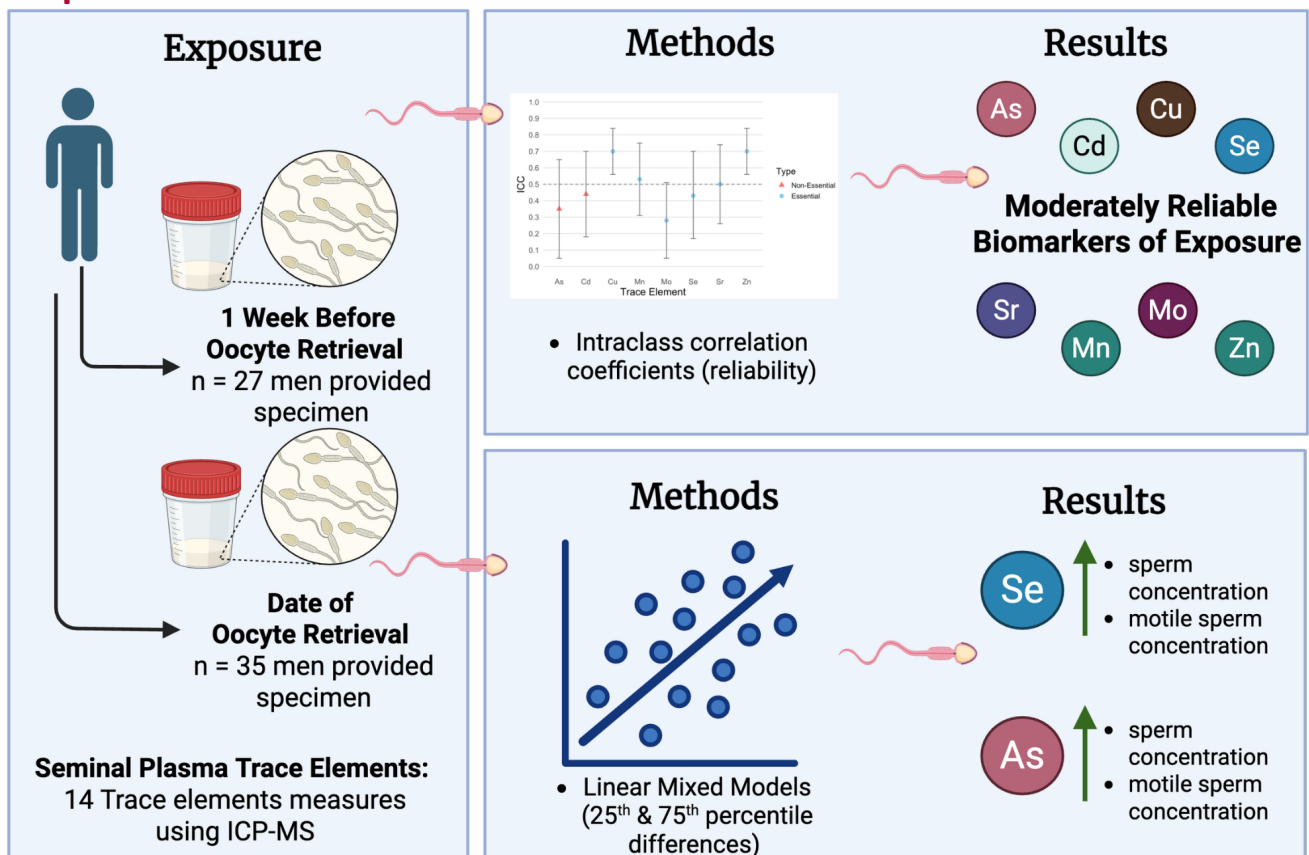 Exposure
1 Week Before
Oocyte Retrieval
n = 27 men provided
specimen
Date of
Oocyte Retrieval
n = 35 men provided
specimen
Seminal Plasma Trace Elements:
14 Trace elements measures
using ICP-MS
Methods
1.0
0.9
0.8
0.7
0.6
0.5
0.4
0.3
0.2
0.1
0.0
ICC
As Cd Cu Mn Mo Se Sr Zn
Trace Element
Type
Non-Essential
Essential
• Intraclass correlation
coefficients (reliability)
Results
As
Cd
Cu
Se
Moderately Reliable
Biomarkers of Exposure
Sr
Mn
Mo
Zn
Methods
• Linear Mixed Models
(25th & 75th percentile
differences)
Results
Se
• sperm
concentration
• motile sperm
concentration
As
• sperm
concentration
• motile sperm
concentration